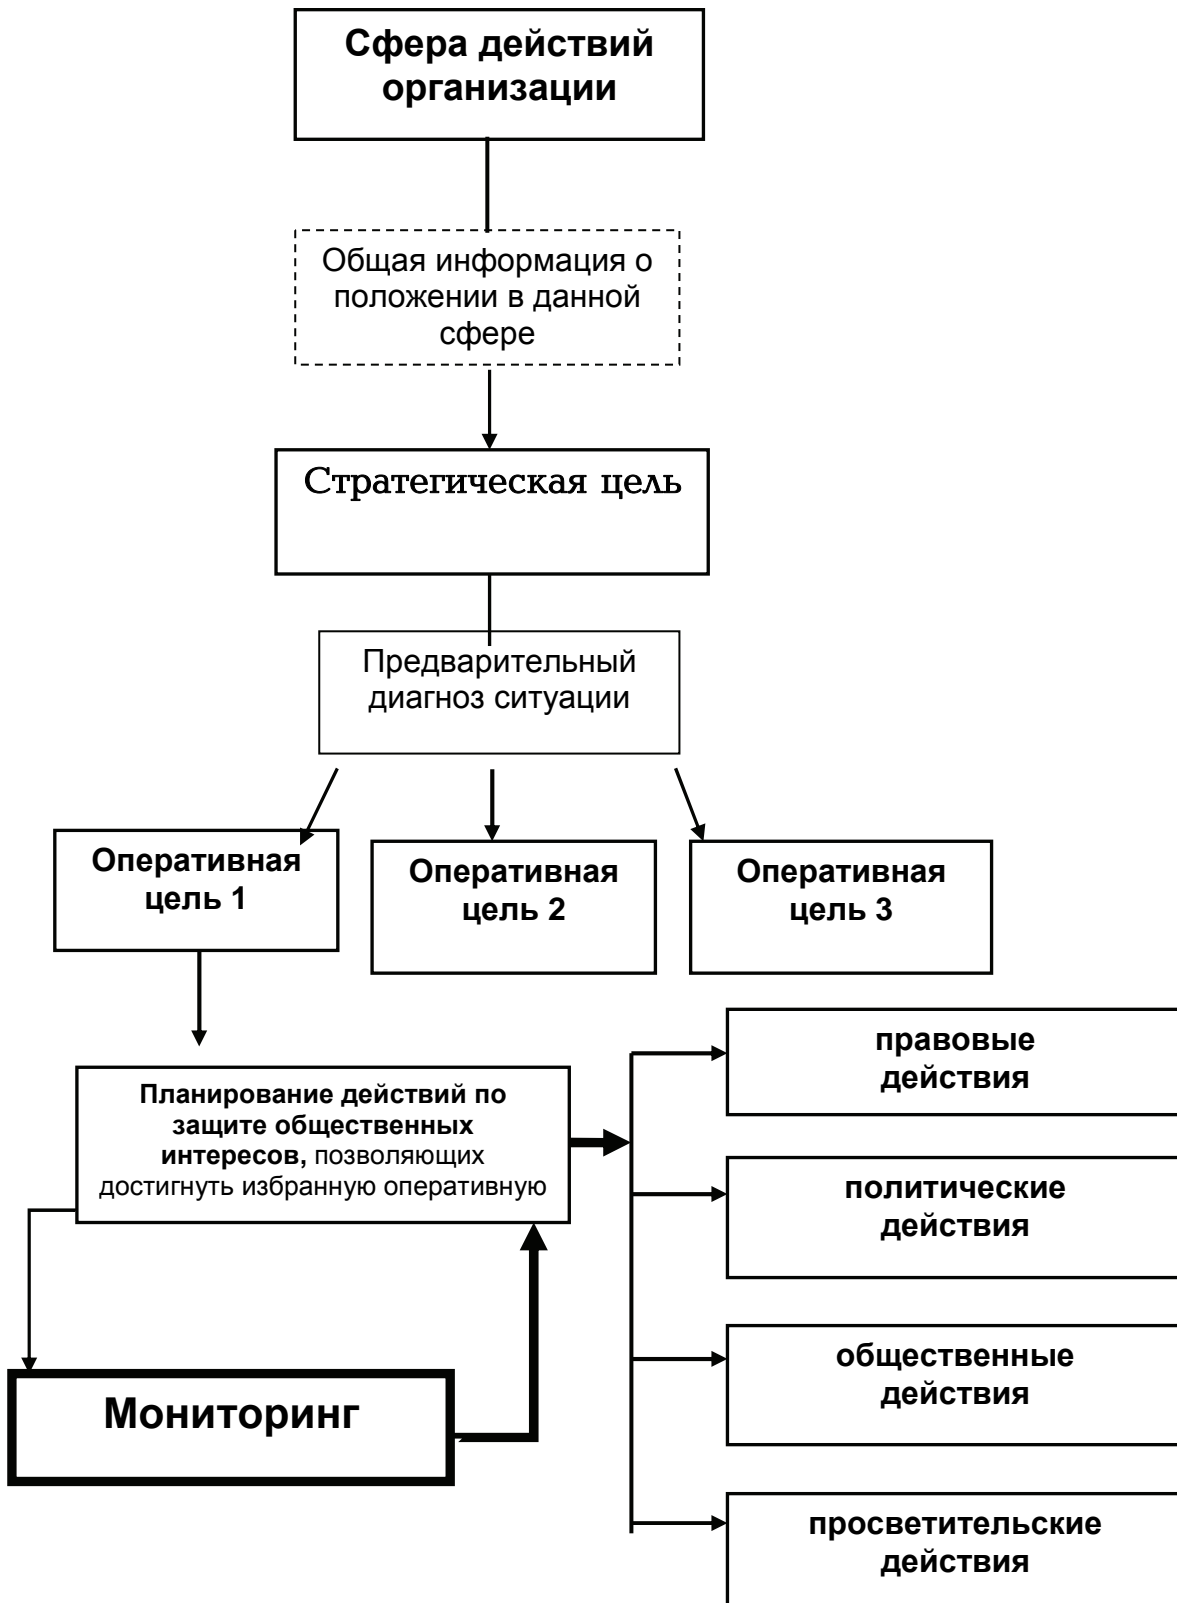 Сфера действий
организации
Общая информация о
положении в данной
сфере
Стратегическая цель
Предварительный
диагноз ситуации
Оперативная
цель 1
Оперативная
цель 2
Оперативная
цель 3
Планирование действий по
защите общественных
интересов, позволяющих
достигнуть избранную оперативную
правовые
действия
политические
действия
общественные
действия
просветительские
действия
Мониторинг